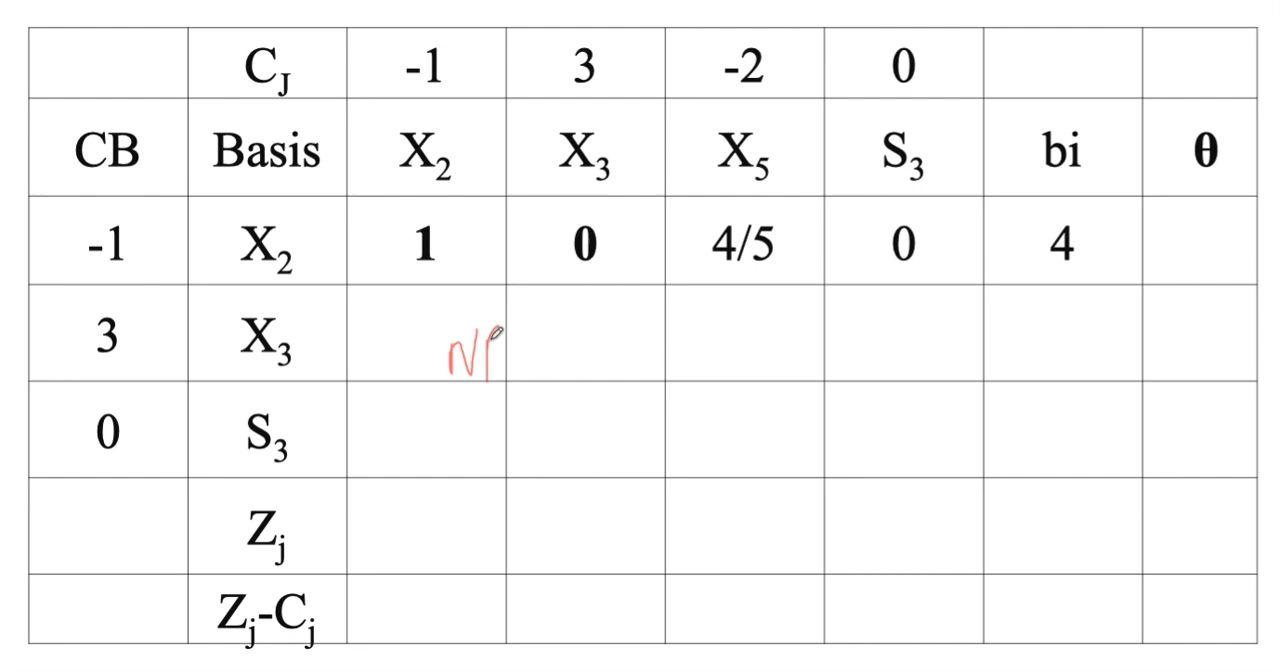 C_J -1 3 -2 0
CB Basis X_2 X_3 X_5 S_3 bi θ
-1 X_2 1 0 4/5 0 4
3 X_3
0 S_3
Z_j
Z_j-C_j